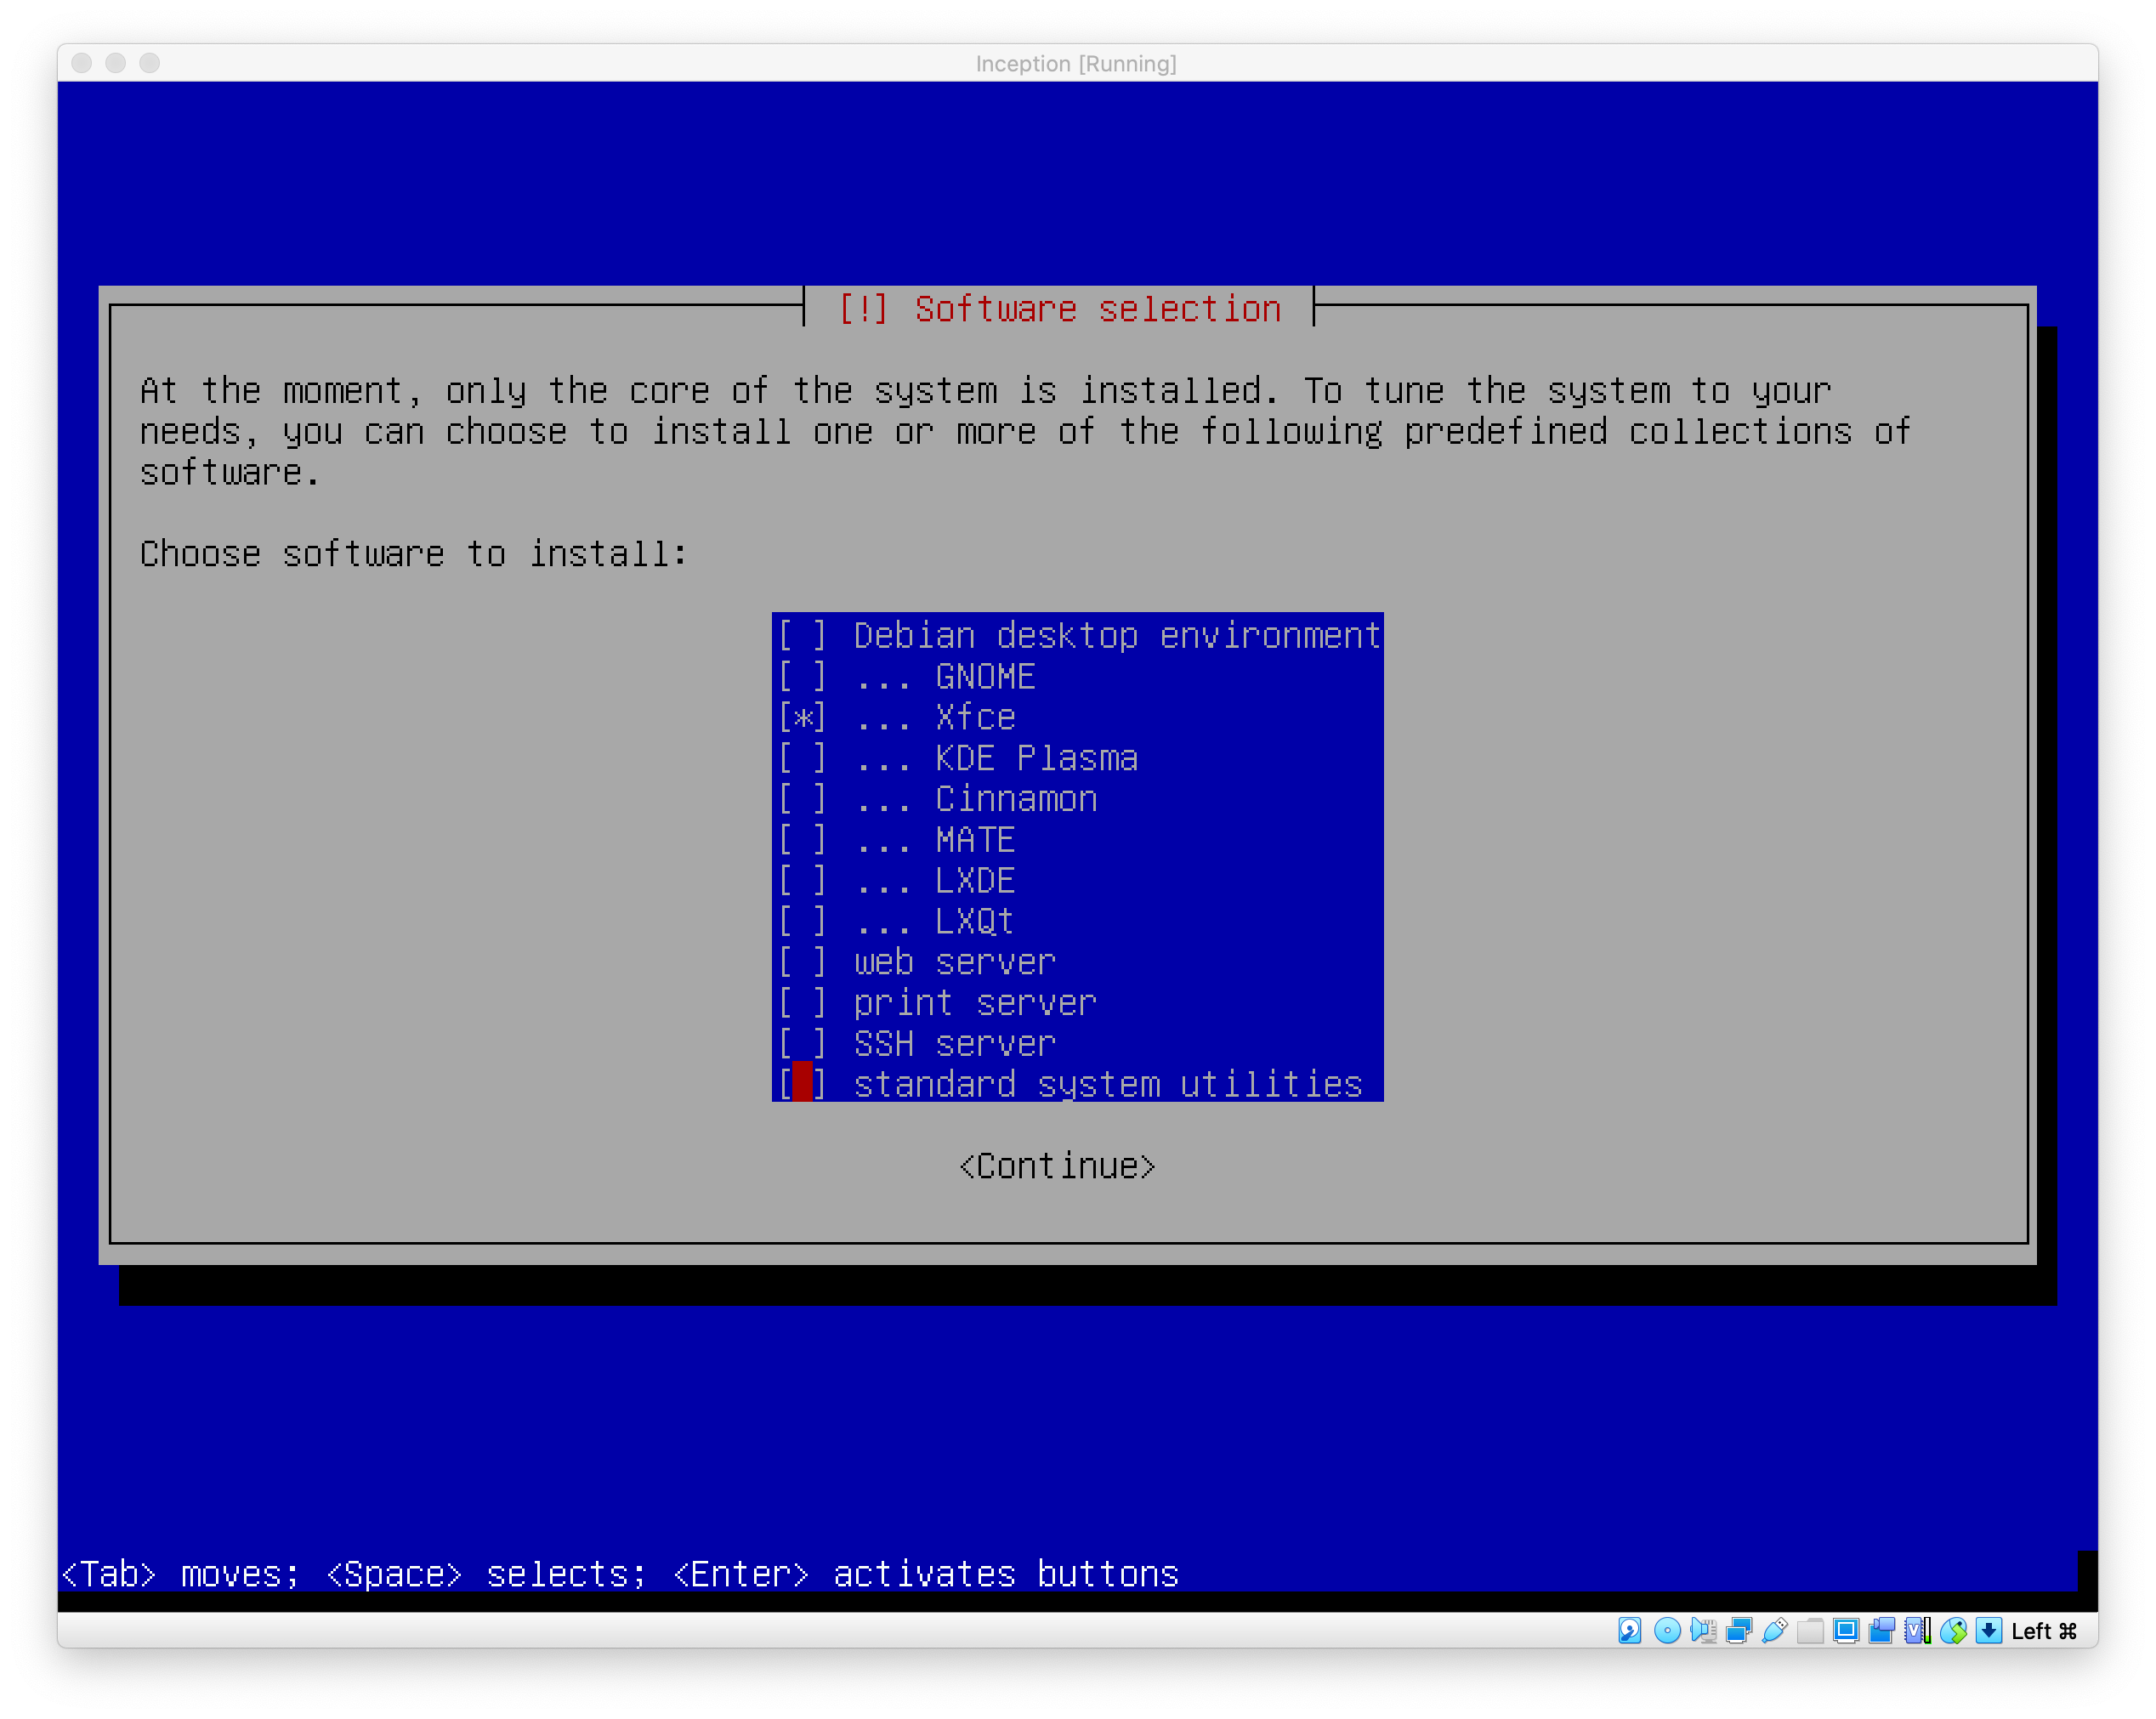 Inception [Running]
[!] Software selection
At the moment, only the core of the system is installed. To tune the system to your
needs, you can choose to install one or more of the following predefined collections of
software.
Choose software to install:
[ ] Debian desktop environment
[ ] ... GNOME
[*] ... Xfce
[ ] ... KDE Plasma
[ ] ... Cinnamon
[ ] ... MATE
[ ] ... LXDE
[ ] ... LXQt
[ ] web server
[ ] print server
[ ] SSH server
[ ] standard system utilities
<Continue>
<Tab> moves; <Space> selects; <Enter> activates buttons
Left ⌘